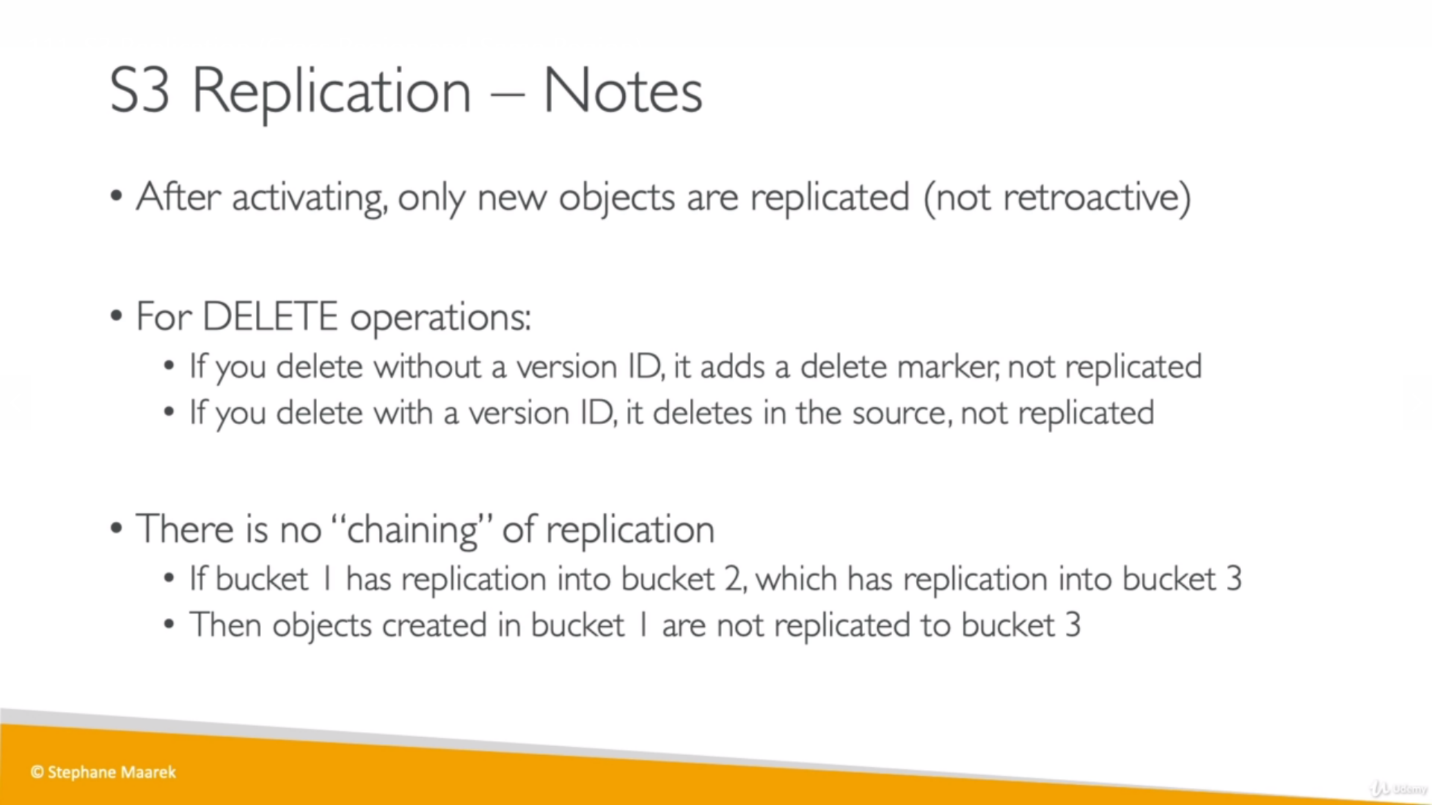 S3 Replication – Notes
• After activating, only new objects are replicated (not retroactive)
• For DELETE operations:
• If you delete without a version ID, it adds a delete marker, not replicated
• If you delete with a version ID, it deletes in the source, not replicated
• There is no “chaining” of replication
• If bucket 1 has replication into bucket 2, which has replication into bucket 3
• Then objects created in bucket 1 are not replicated to bucket 3
© Stephane Maarek
Udemy